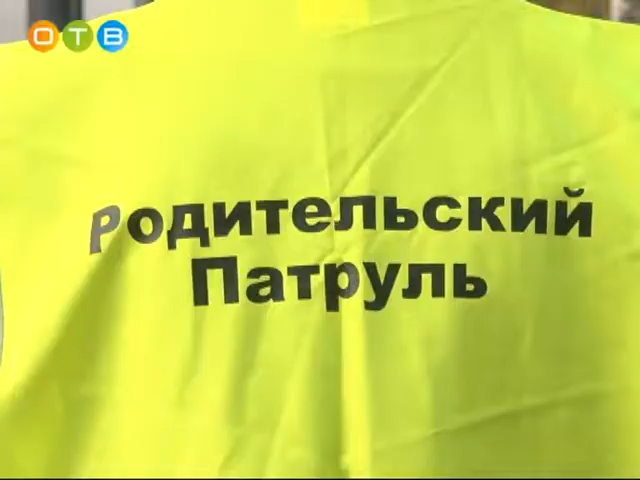 ОТВ
Родительский
Патруль